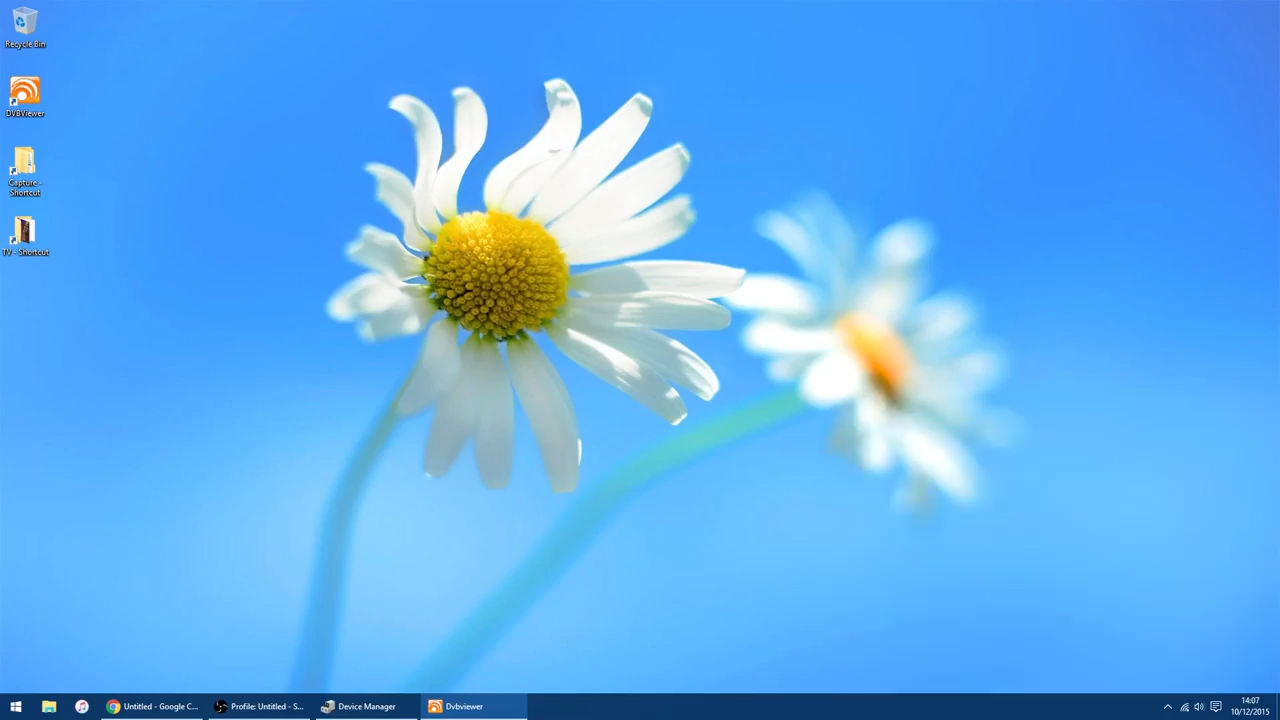 Recycle Bin
DVBViewer
Capture -
Shortcut
TV - Shortcut
Untitled - Google C...
Profile: Untitled - S...
Device Manager
Dvbviewer
14:07
10/12/2015